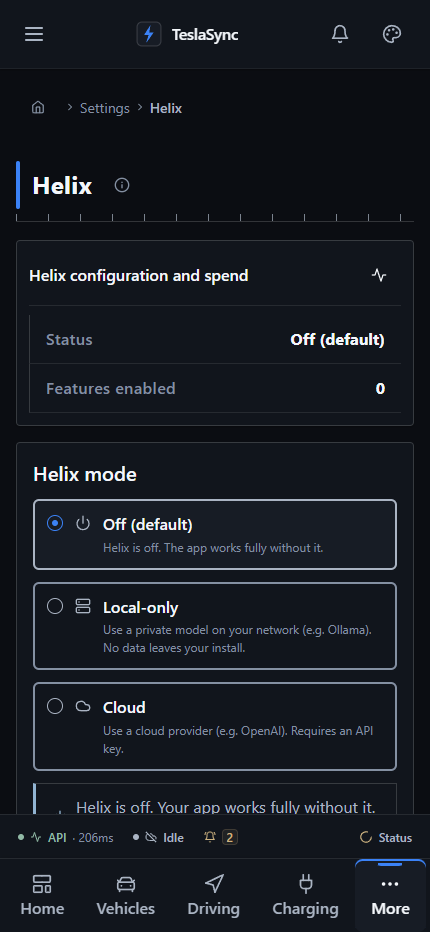 TeslaSync
Settings Helix
Helix
Helix configuration and spend
Status Off (default)
Features enabled 0
Helix mode
Off (default)
Helix is off. The app works fully without it.
Local-only
Use a private model on your network (e.g. Ollama).
No data leaves your install.
Cloud
Use a cloud provider (e.g. OpenAI). Requires an API
key.
Helix is off. Your app works fully without it.
API · 206ms Idle 2 Status
Home Vehicles Driving Charging More